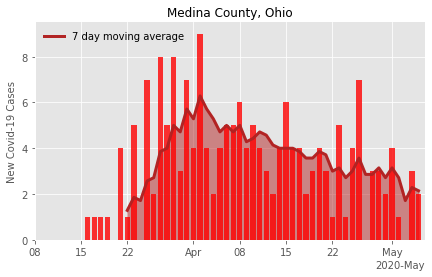 Medina County, Ohio
7 day moving average
New Covid-19 Cases
8
6
4
2
0
08 15 22 Apr 08 15 22 May
2020-May